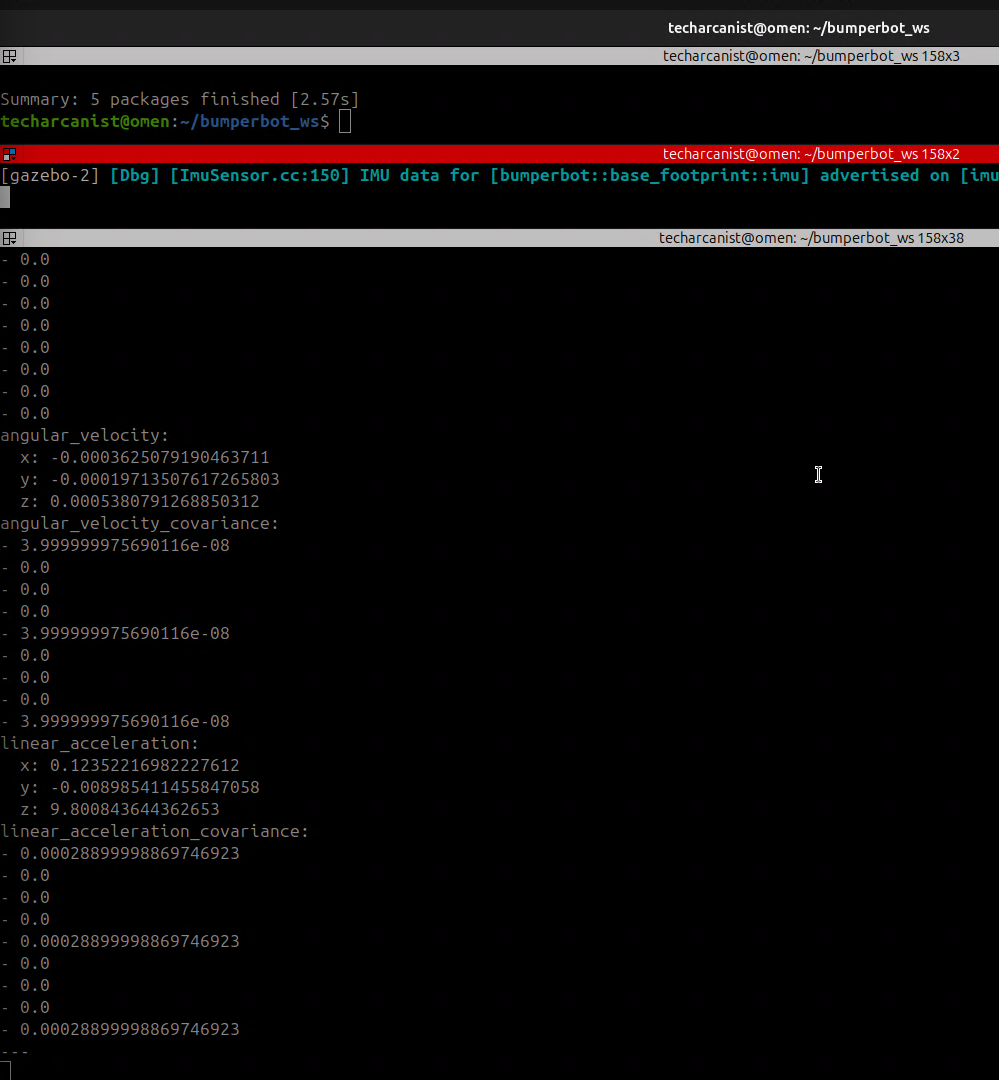 techarcanist@omen: ~/bumperbot_ws
techarcanist@omen: ~/bumperbot_ws 158x3
Summary: 5 packages finished [2.57s]
techarcanist@omen:~/bumperbot_ws$
techarcanist@omen: ~/bumperbot_ws 158x2
[gazebo-2] [Dbg] [ImuSensor.cc:150] IMU data for [bumperbot::base_footprint::imu] advertised on [imu
techarcanist@omen: ~/bumperbot_ws 158x38
- 0.0
- 0.0
- 0.0
- 0.0
- 0.0
- 0.0
- 0.0
- 0.0
angular_velocity:
  x: -0.0003625079190463711
  y: -0.00019713507617265803
  z: 0.0005380791268850312
angular_velocity_covariance:
- 3.999999975690116e-08
- 0.0
- 0.0
- 0.0
- 3.999999975690116e-08
- 0.0
- 0.0
- 0.0
- 3.999999975690116e-08
linear_acceleration:
  x: 0.12352216982227612
  y: -0.008985411455847058
  z: 9.800843644362653
linear_acceleration_covariance:
- 0.00028899998869746923
- 0.0
- 0.0
- 0.0
- 0.00028899998869746923
- 0.0
- 0.0
- 0.0
- 0.00028899998869746923
---